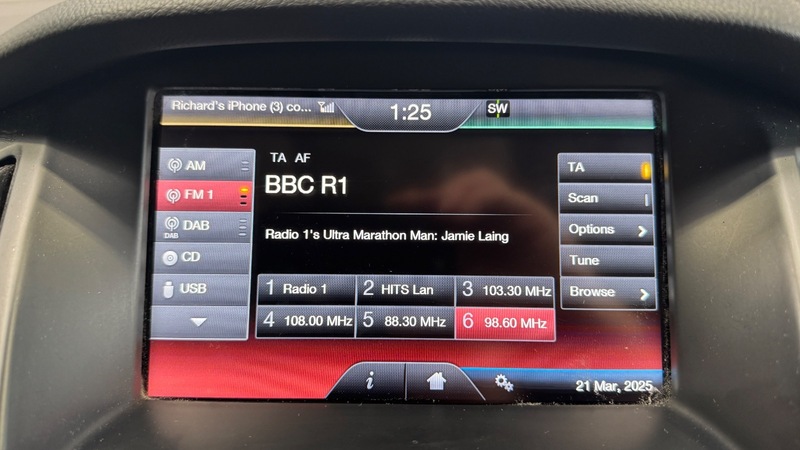 Richard's iPhone (3) co...
1:25
SW
AM
FM 1
DAB
DAB
CD
USB
TA AF
BBC R1
Radio 1's Ultra Marathon Man: Jamie Laing
1 Radio 1
2 HITS Lan
3 103.30 MHz
4 108.00 MHz
5 88.30 MHz
6 98.60 MHz
TA
Scan
Options
Tune
Browse
i
21 Mar, 2025